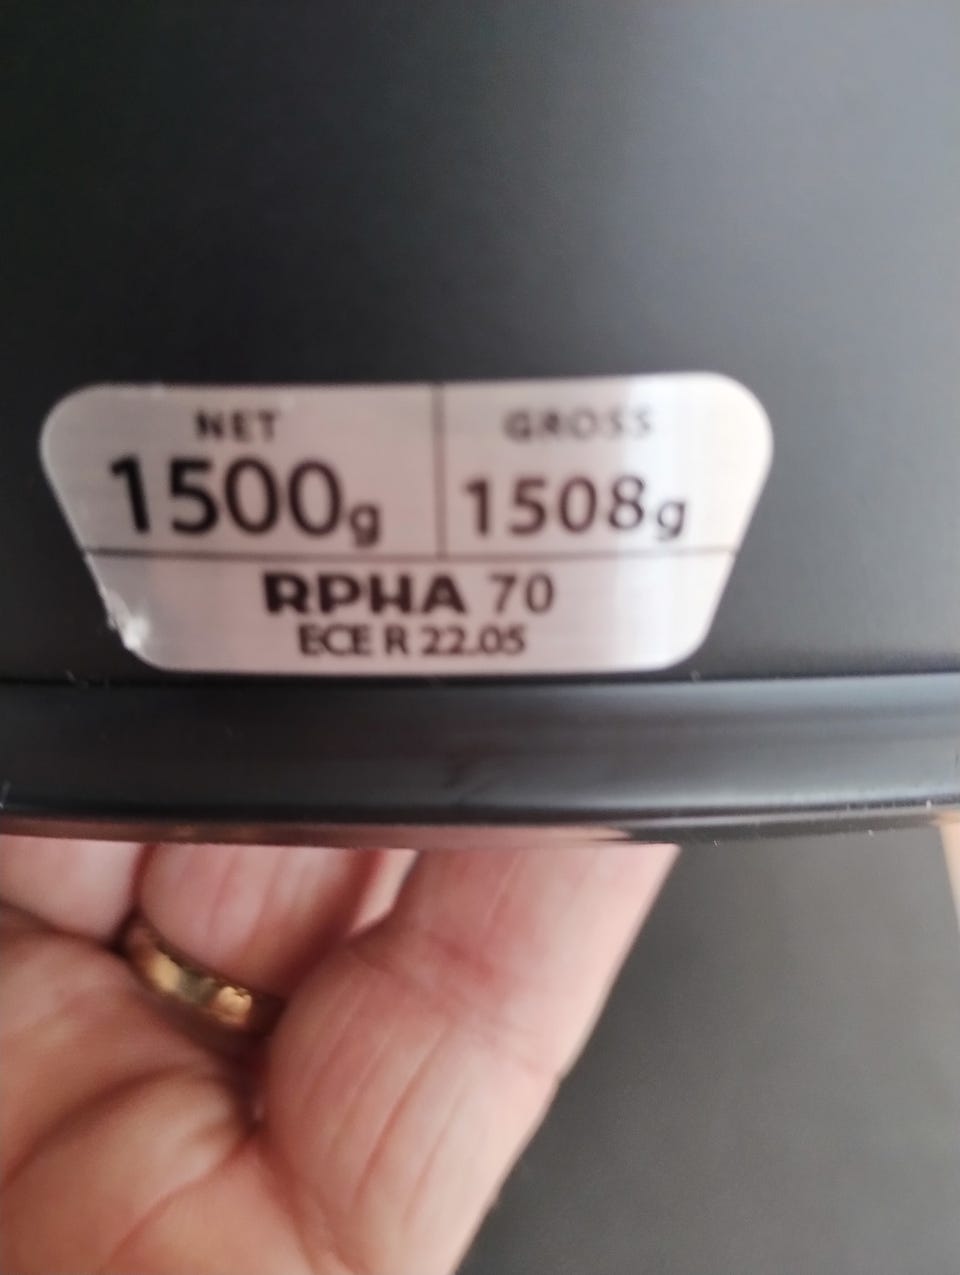 NET GROSS
1500g 1508g
RPHA 70
ECE R 22.05